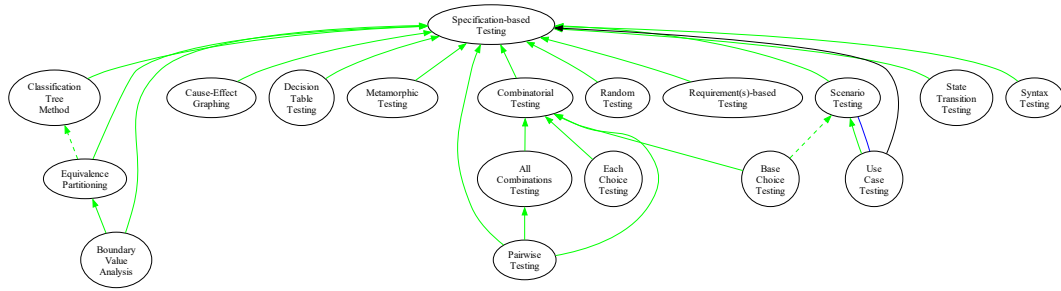 Specification-based
Testing
Classification
Tree
Method
Cause-Effect
Graphing
Decision
Table
Testing
Metamorphic
Testing
Combinatorial
Testing
Random
Testing
Requirement(s)-based
Testing
Scenario
Testing
State
Transition
Testing
Syntax
Testing
Equivalence
Partitioning
All
Combinations
Testing
Each
Choice
Testing
Base
Choice
Testing
Use
Case
Testing
Boundary
Value
Analysis
Pairwise
Testing